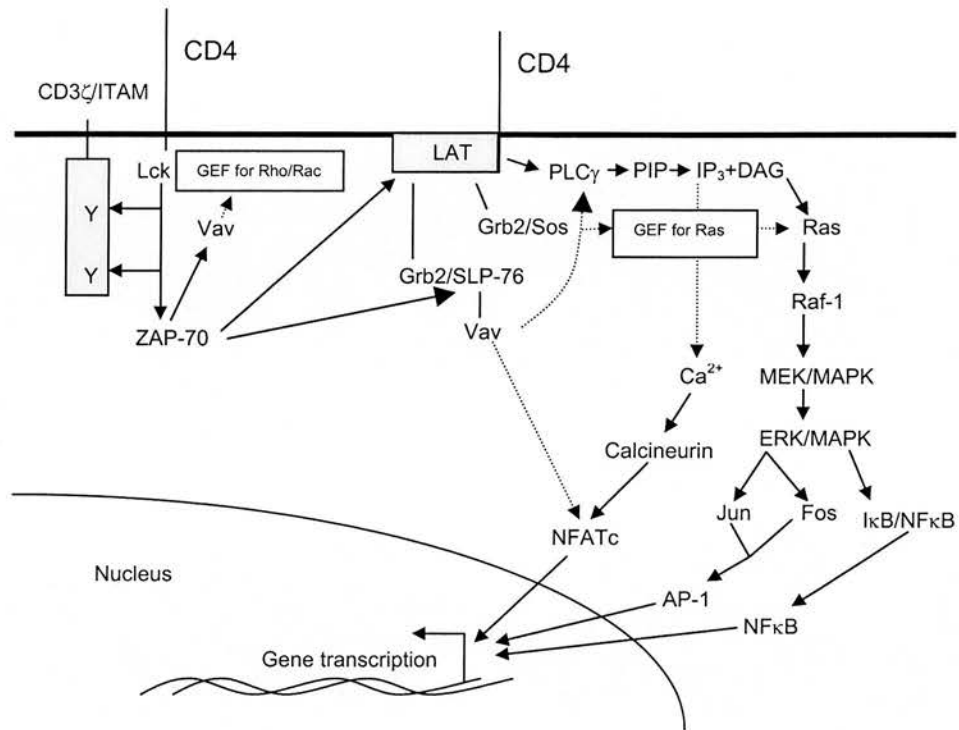 CD4
CD4
CD3ζ/ITAM
LAT
Lck
GEF for Rho/Rac
PLCγ
PIP
IP₃+DAG
Y
Vav
Grb2/Sos
GEF for Ras
Ras
Y
Grb2/SLP-76
Raf-1
ZAP-70
Vav
Ca²⁺
MEK/MAPK
Calcineurin
ERK/MAPK
Jun
Fos
IκB/NFκB
NFATc
Nucleus
AP-1
NFκB
Gene transcription